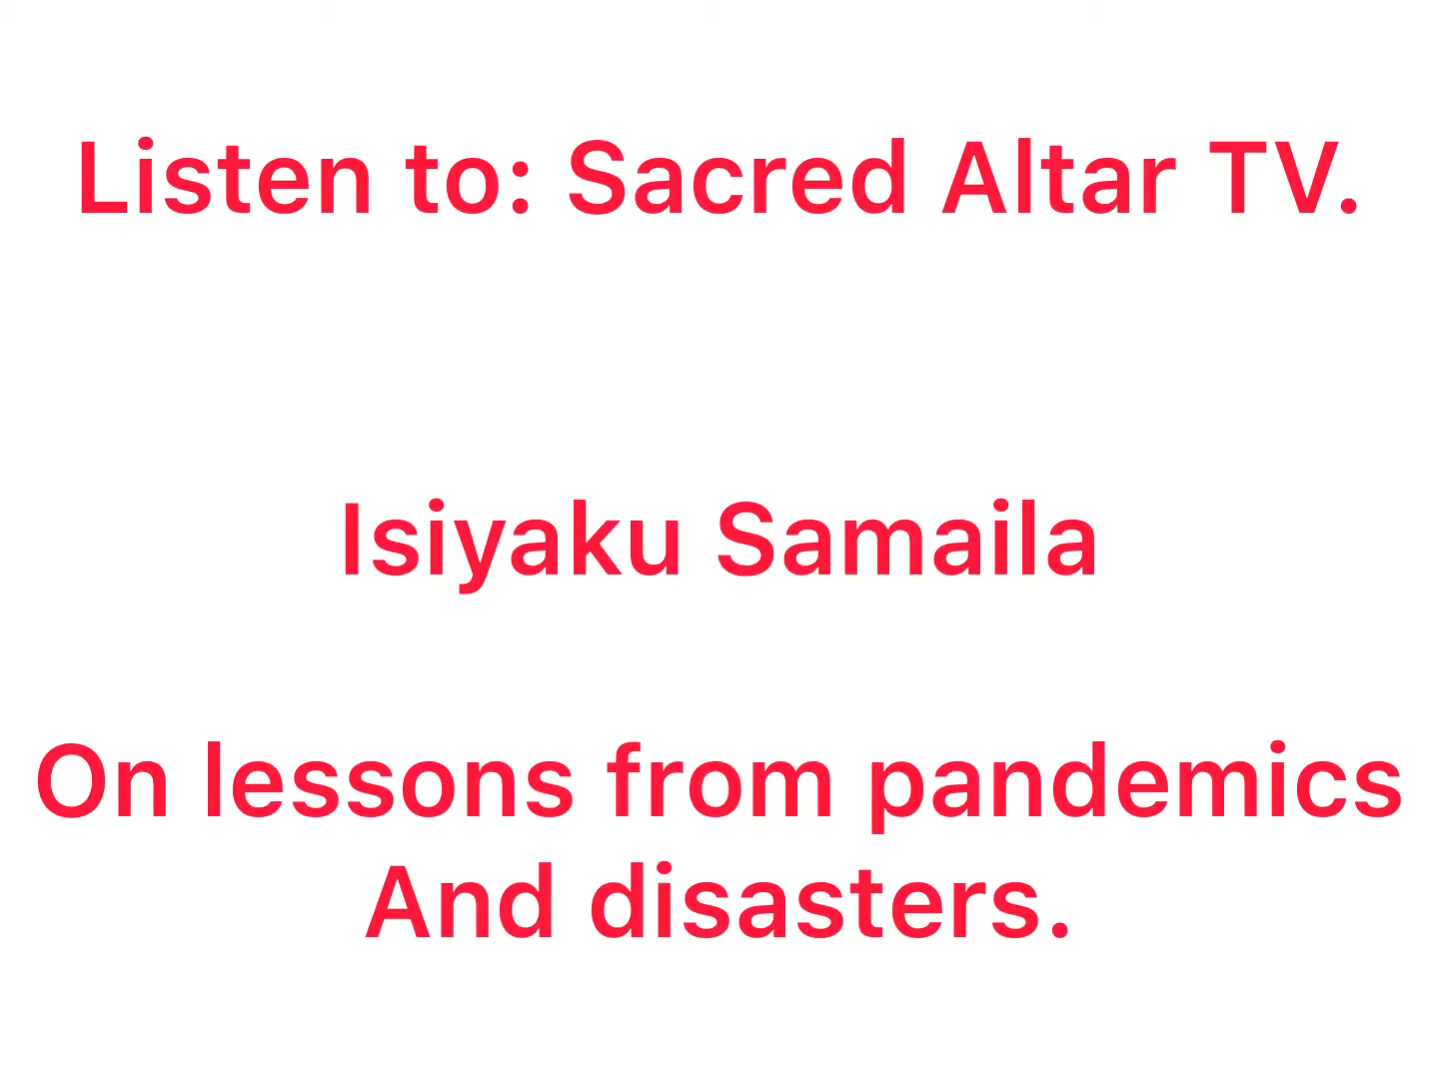 Listen to: Sacred Altar TV.
Isiyaku Samaila
On lessons from pandemics
And disasters.